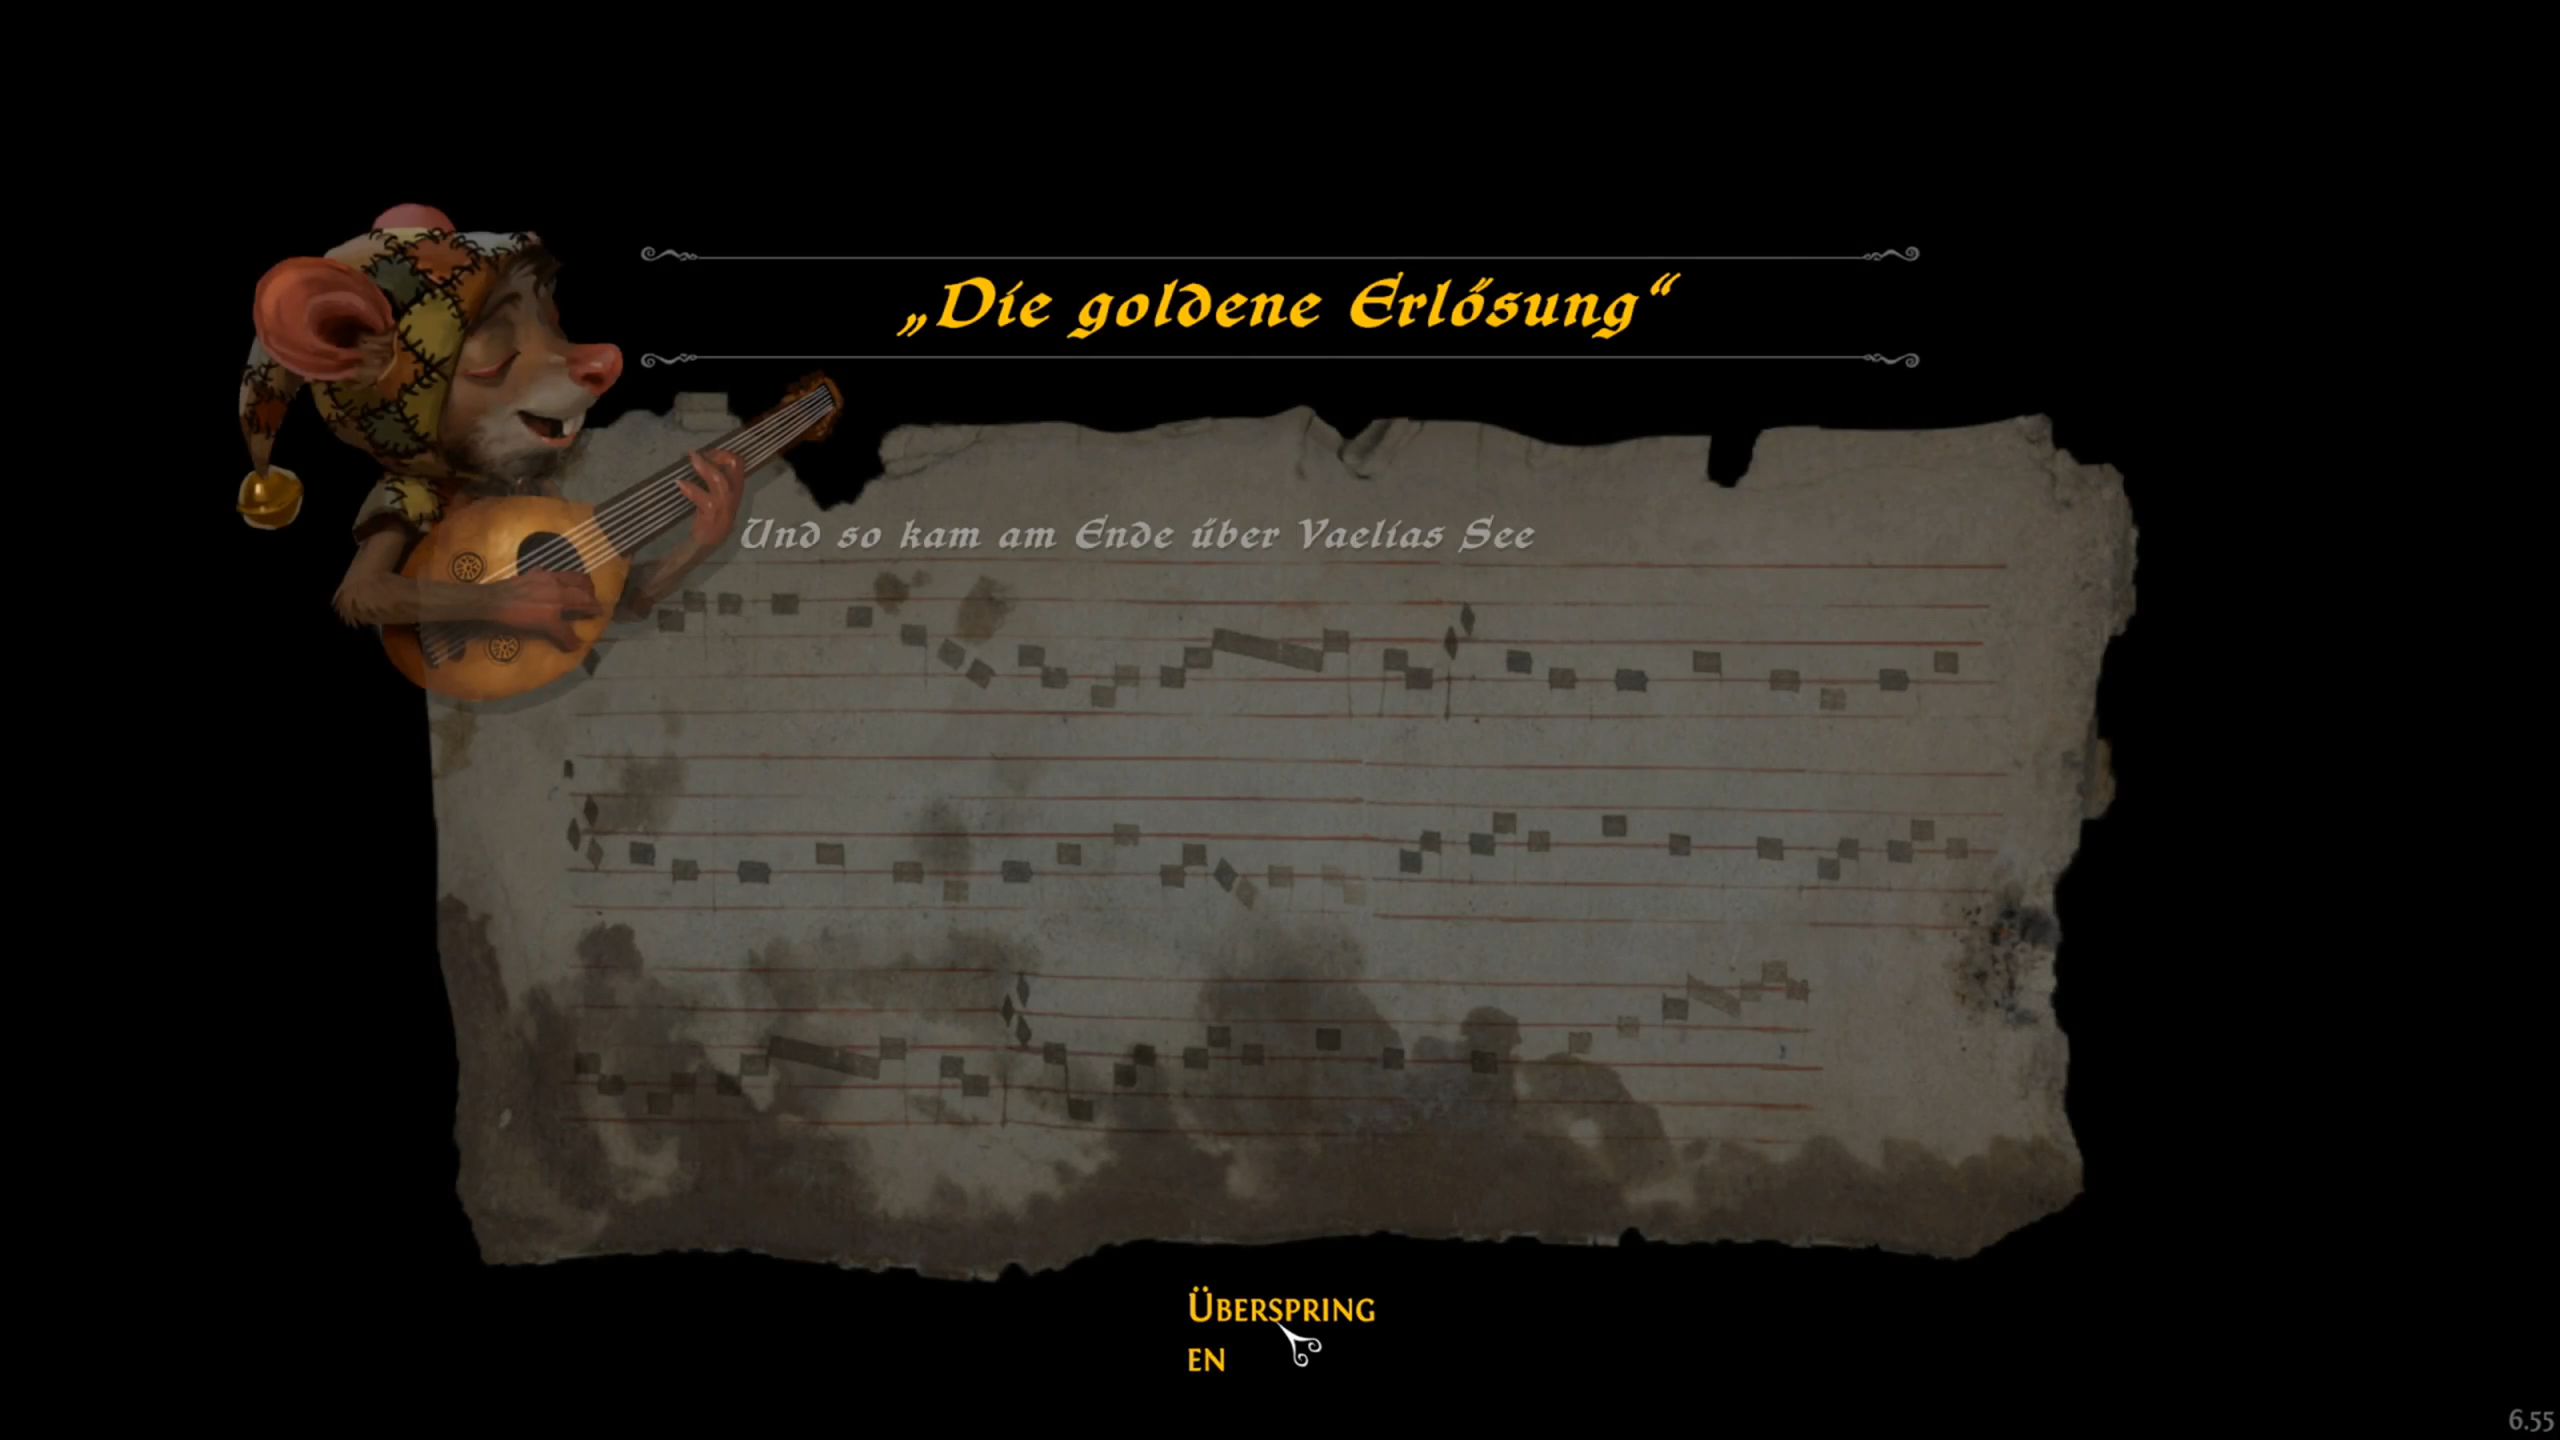 „Die goldene Erlösung“
Und so kam am Ende über Vaelias See
ÜBERSPRING
EN
6.55